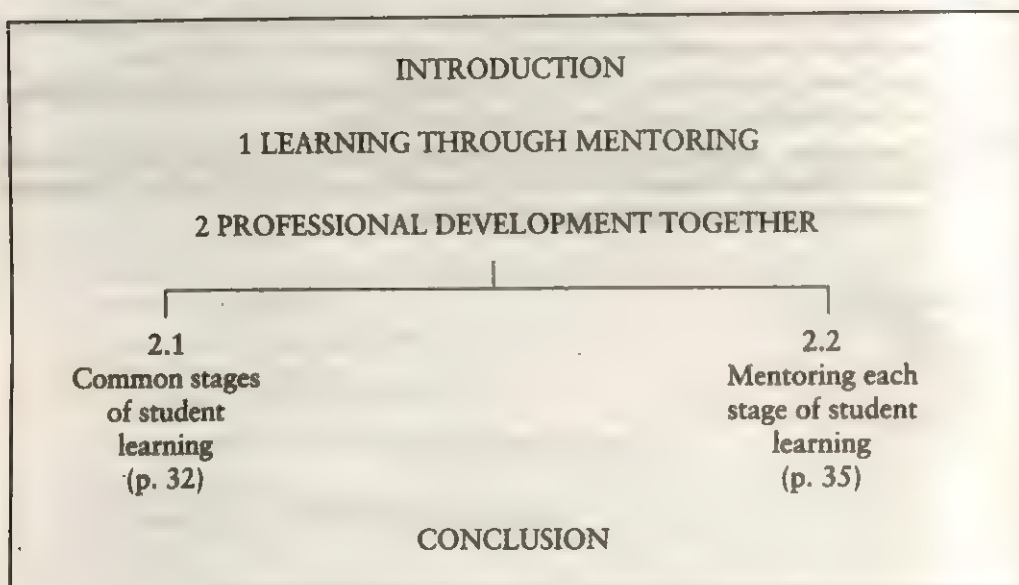 INTRODUCTION
1 LEARNING THROUGH MENTORING
2 PROFESSIONAL DEVELOPMENT TOGETHER
2.1
Common stages
of student
learning
(p. 32)
2.2
Mentoring each
stage of student
learning
(p. 35)
CONCLUSION